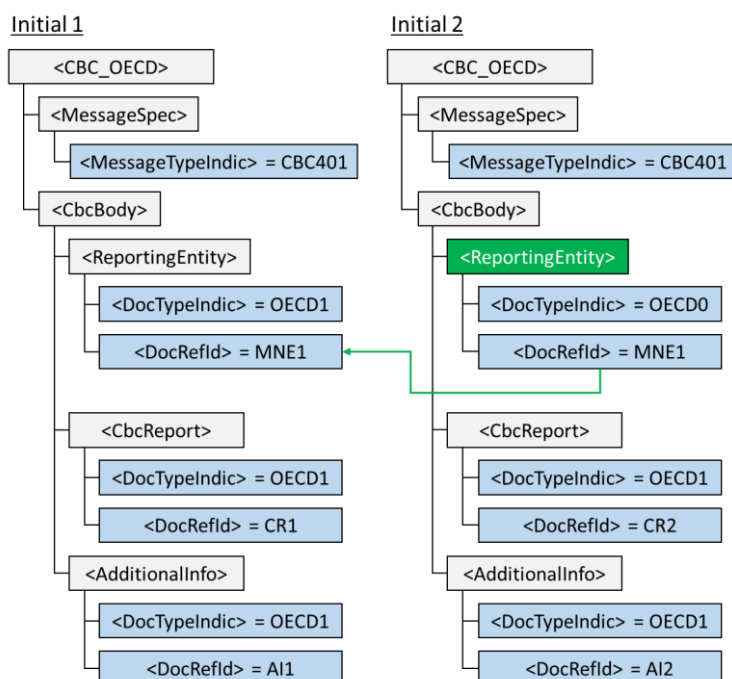 Initial 1
<CBC_OECD>
<MessageSpec>
<MessageTypeIndic> = CBC401
<CbcBody>
<ReportingEntity>
<DocTypeIndic> = OECD1
<DocRefId> = MNE1
<CbcReport>
<DocTypeIndic> = OECD1
<DocRefId> = CR1
<AdditionalInfo>
<DocTypeIndic> = OECD1
<DocRefId> = AI1
Initial 2
<CBC_OECD>
<MessageSpec>
<MessageTypeIndic> = CBC401
<CbcBody>
<ReportingEntity>
<DocTypeIndic> = OECD0
<DocRefId> = MNE1
<CbcReport>
<DocTypeIndic> = OECD1
<DocRefId> = CR2
<AdditionalInfo>
<DocTypeIndic> = OECD1
<DocRefId> = AI2